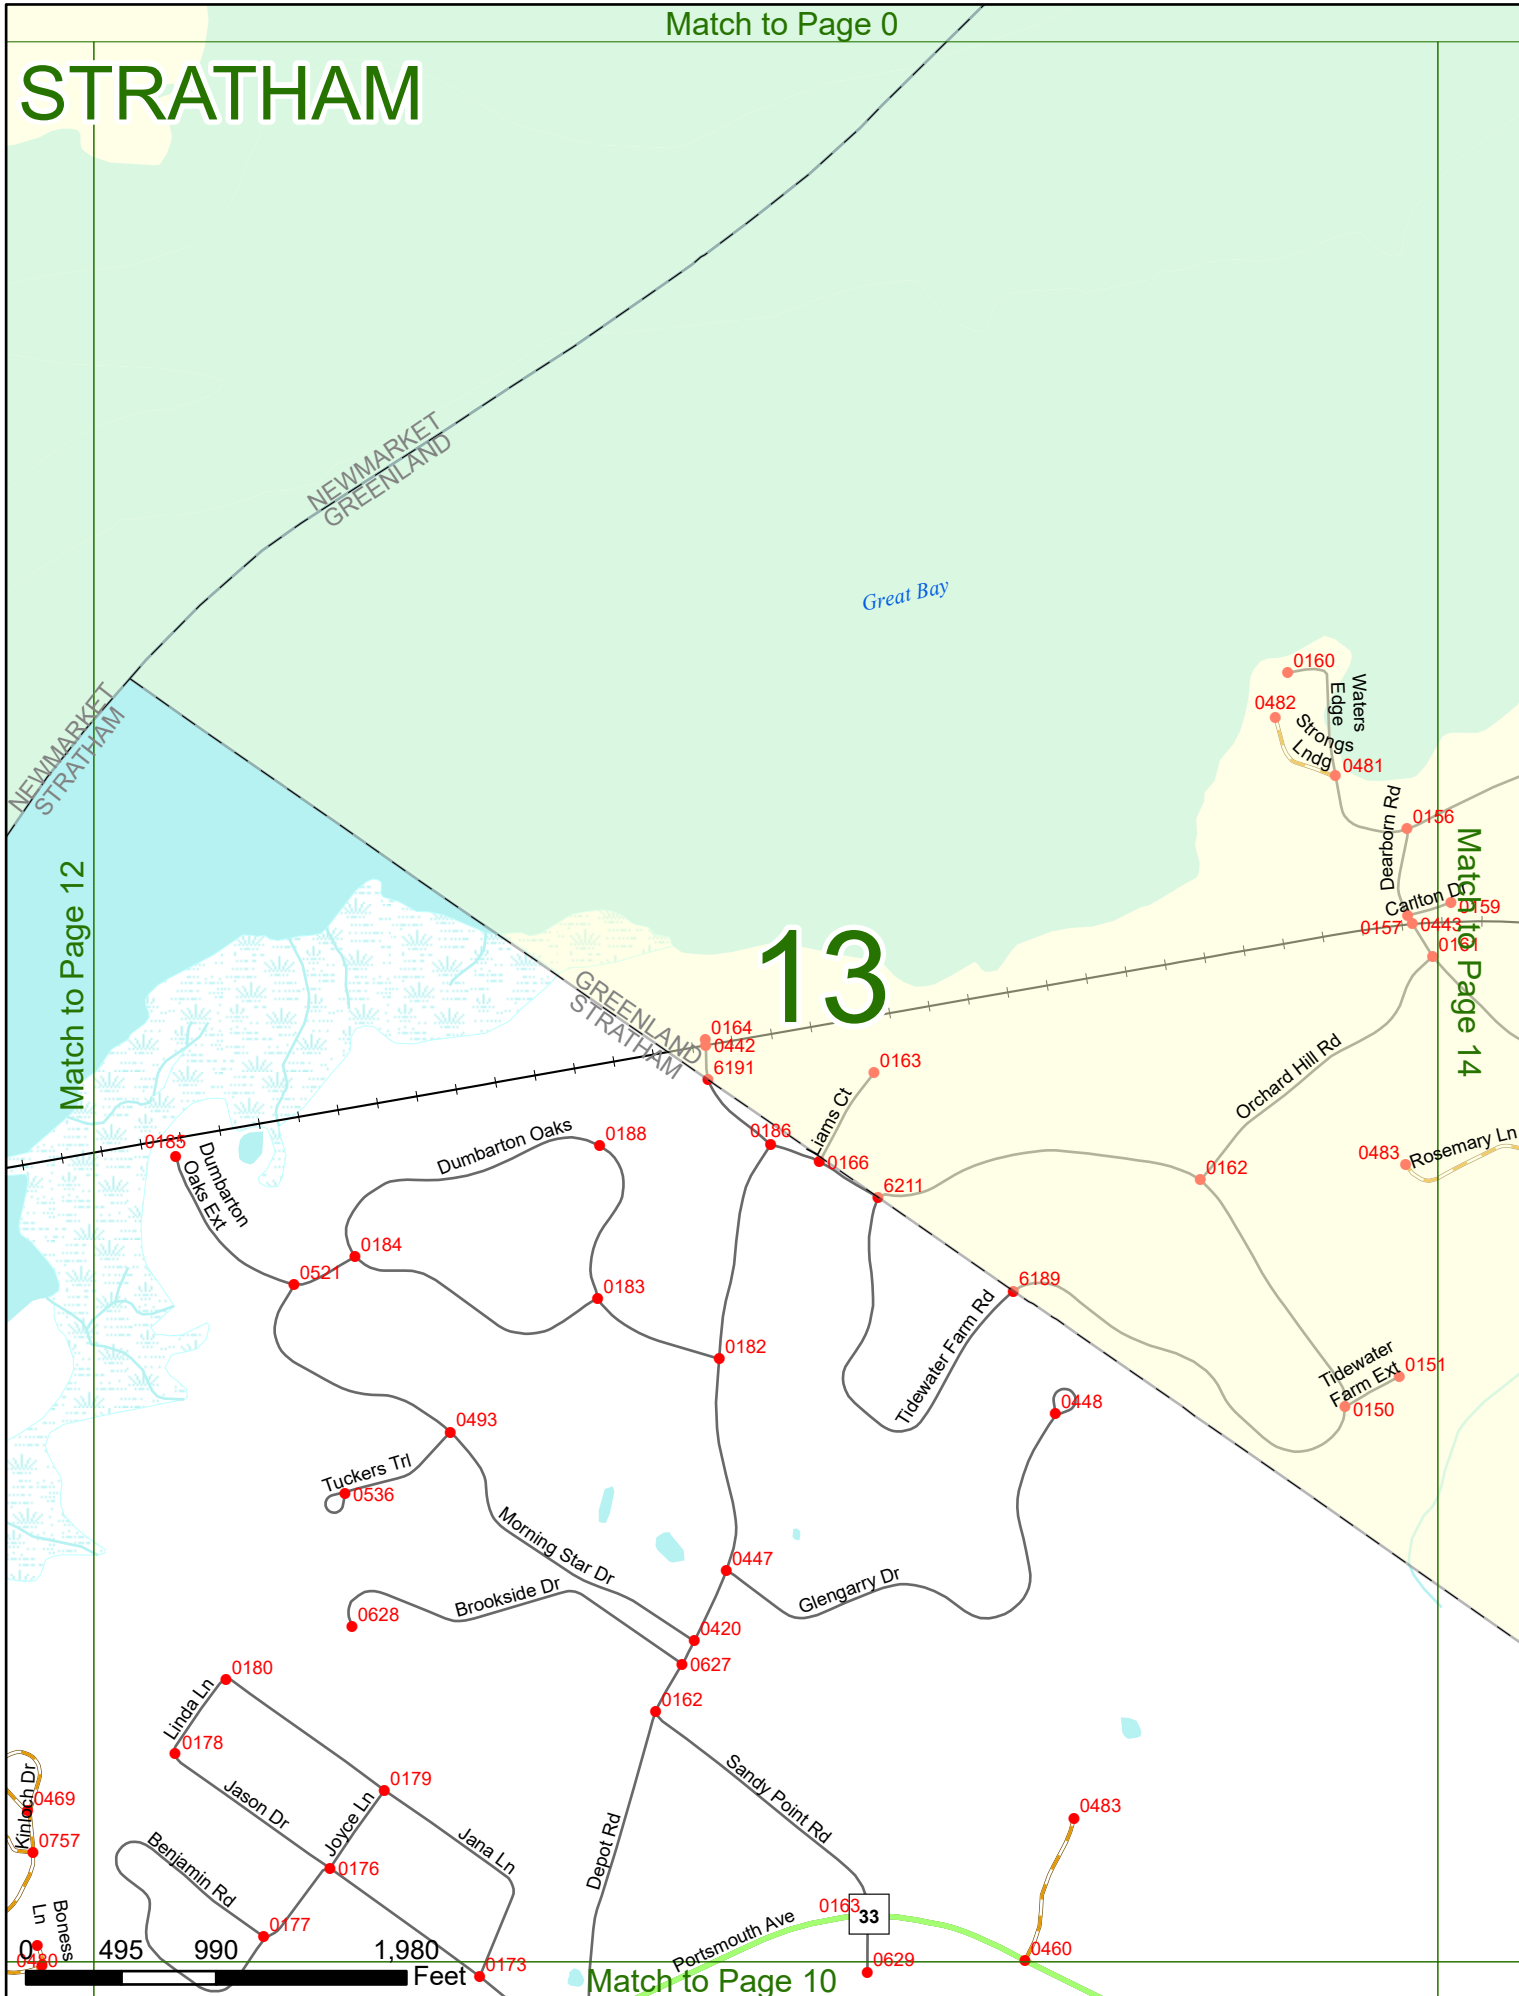 Match to Page 0
STRATHAM
NEWMARKET
GREENLAND
Great Bay
0160
Waters
Edge
0482
Strongs
Lndg
0481
NEWMARKET
STRATHAM
Dearborn Rd
0156
Match to Page 12
Match to Page 14
Carlton Dr
0159
0157
0443
0161
13
GREENLAND
STRATHAM
0164
0442
6191
0163
Orchard Hill Rd
iams Ct
0185
Dumbarton
Oaks Ext
Dumbarton Oaks
0188
0186
0166
0483
Rosemary Ln
0162
6211
0184
0521
0183
6189
0182
Tidewater Farm Rd
Tidewater
Farm Ext
0151
0150
0448
0493
Tuckers Trl
0536
Morning Star Dr
0447
Glengarry Dr
Brookside Dr
0628
0420
0627
0180
Linda Ln
0162
0178
Sandy Point Rd
0179
Jason Dr
Joyce Ln
Jana Ln
Kinloch Dr
0469
0757
Depot Rd
0483
0176
Benjamin Rd
0163
33
Portsmouth Ave
Boness
Ln
0177
0480
0173
0629
0460
0 495 990 1,980
Feet
Match to Page 10